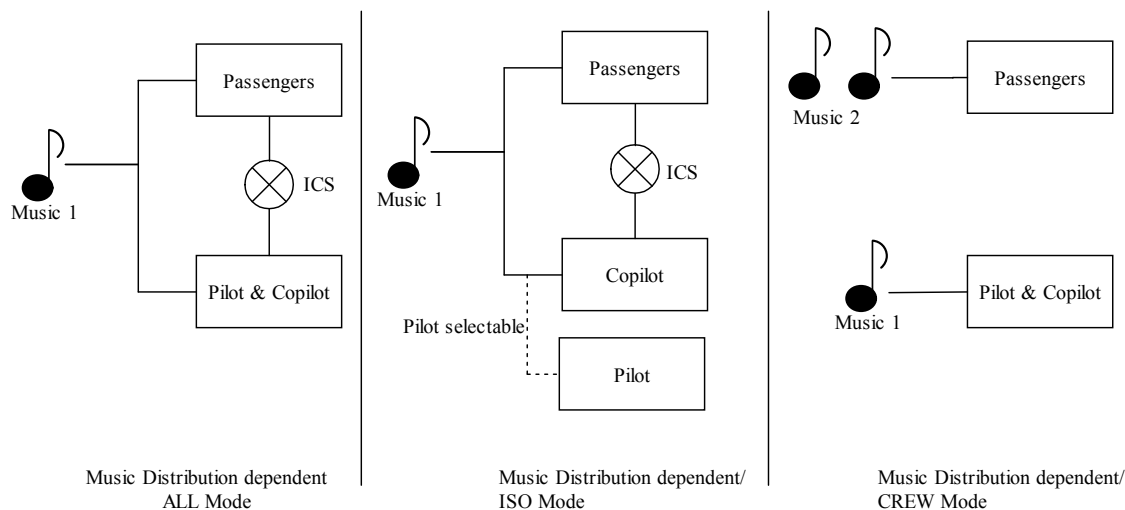 Passengers
ICS
Music 1
Pilot & Copilot
Music Distribution dependent
ALL Mode
Passengers
ICS
Music 1
Copilot
Pilot selectable
Pilot
Music Distribution dependent/
ISO Mode
Passengers
Music 2
Pilot & Copilot
Music 1
Music Distribution dependent/
CREW Mode